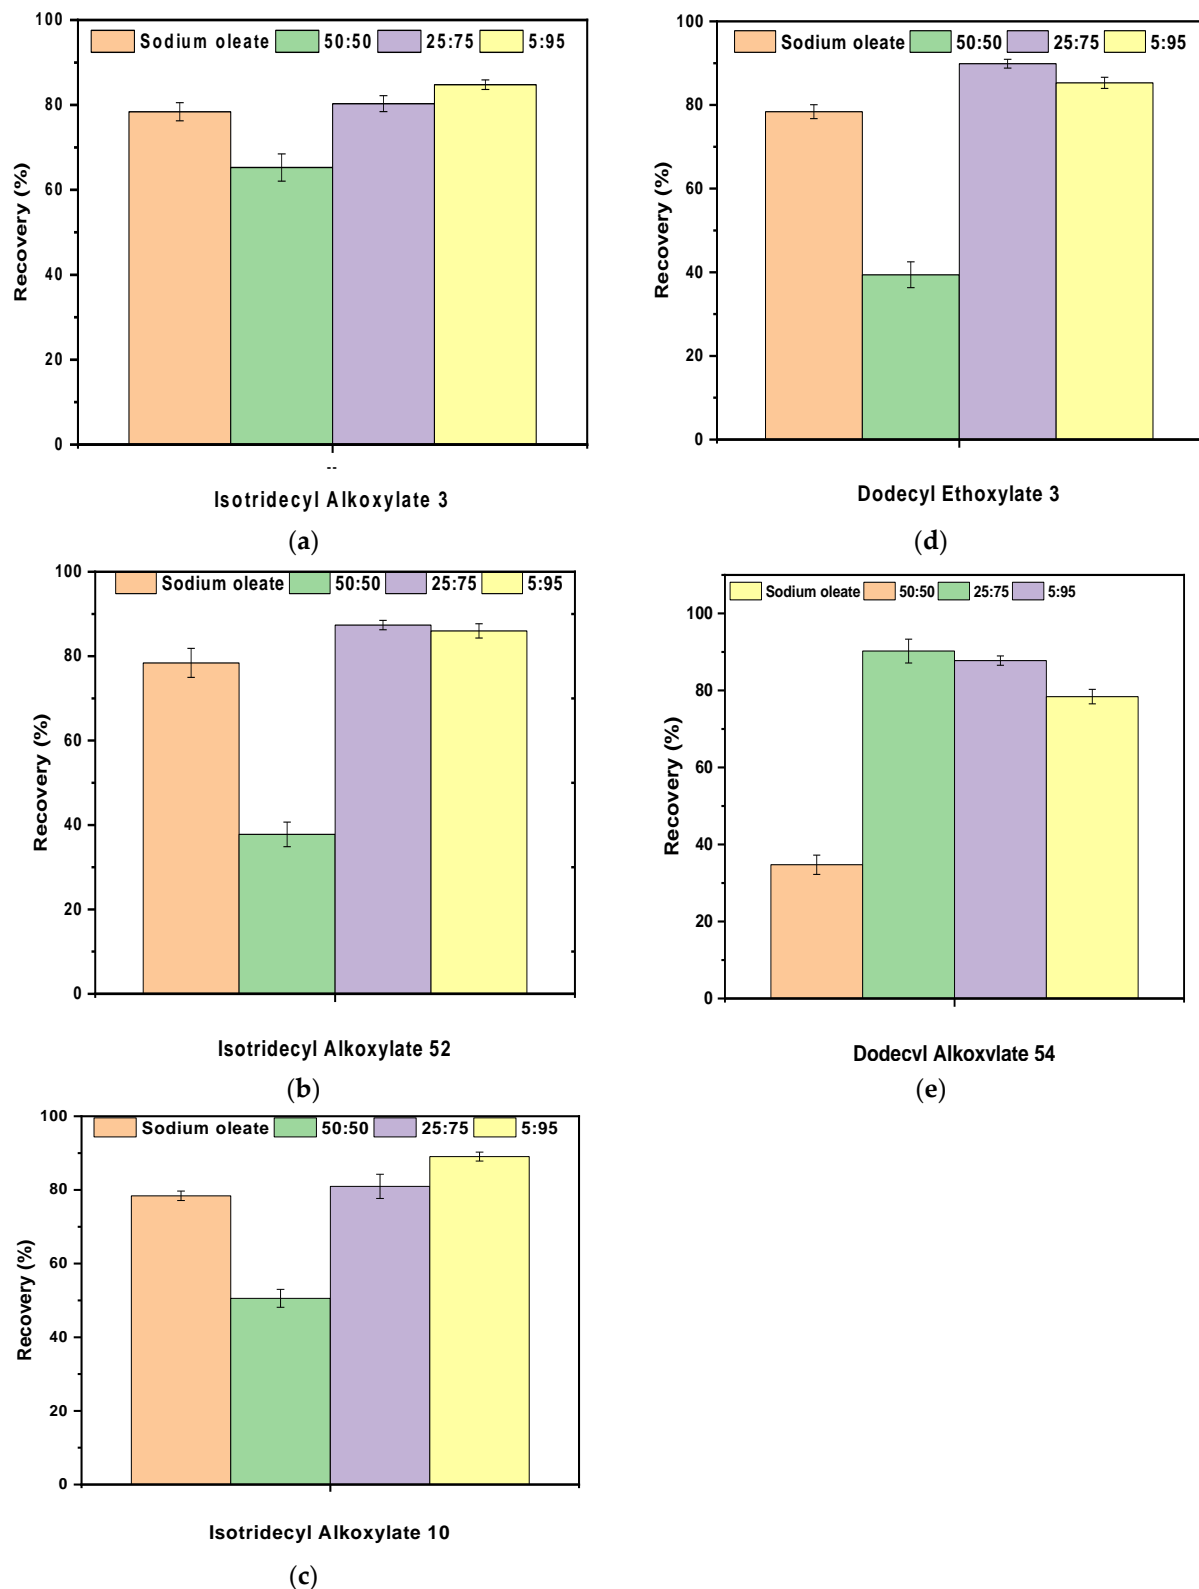 Sodium oleate 50:50 25:75 5:95
100
80
60
40
20
0
Recovery (%)
--
Isotridecyl Alkoxylate 3
(a)
Sodium oleate 50:50 25:75 5:95
100
80
60
40
20
0
Recovery (%)
Dodecyl Ethoxylate 3
(d)
Sodium oleate 50:50 25:75 5:95
100
80
60
40
20
0
Recovery (%)
Isotridecyl Alkoxylate 52
(b)
Sodium oleate 50:50 25:75 5:95
100
80
60
40
20
0
Recovery (%)
Dodecyl Alkoxylate 54
(e)
Sodium oleate 50:50 25:75 5:95
100
80
60
40
20
0
Recovery (%)
Isotridecyl Alkoxylate 10
(c)